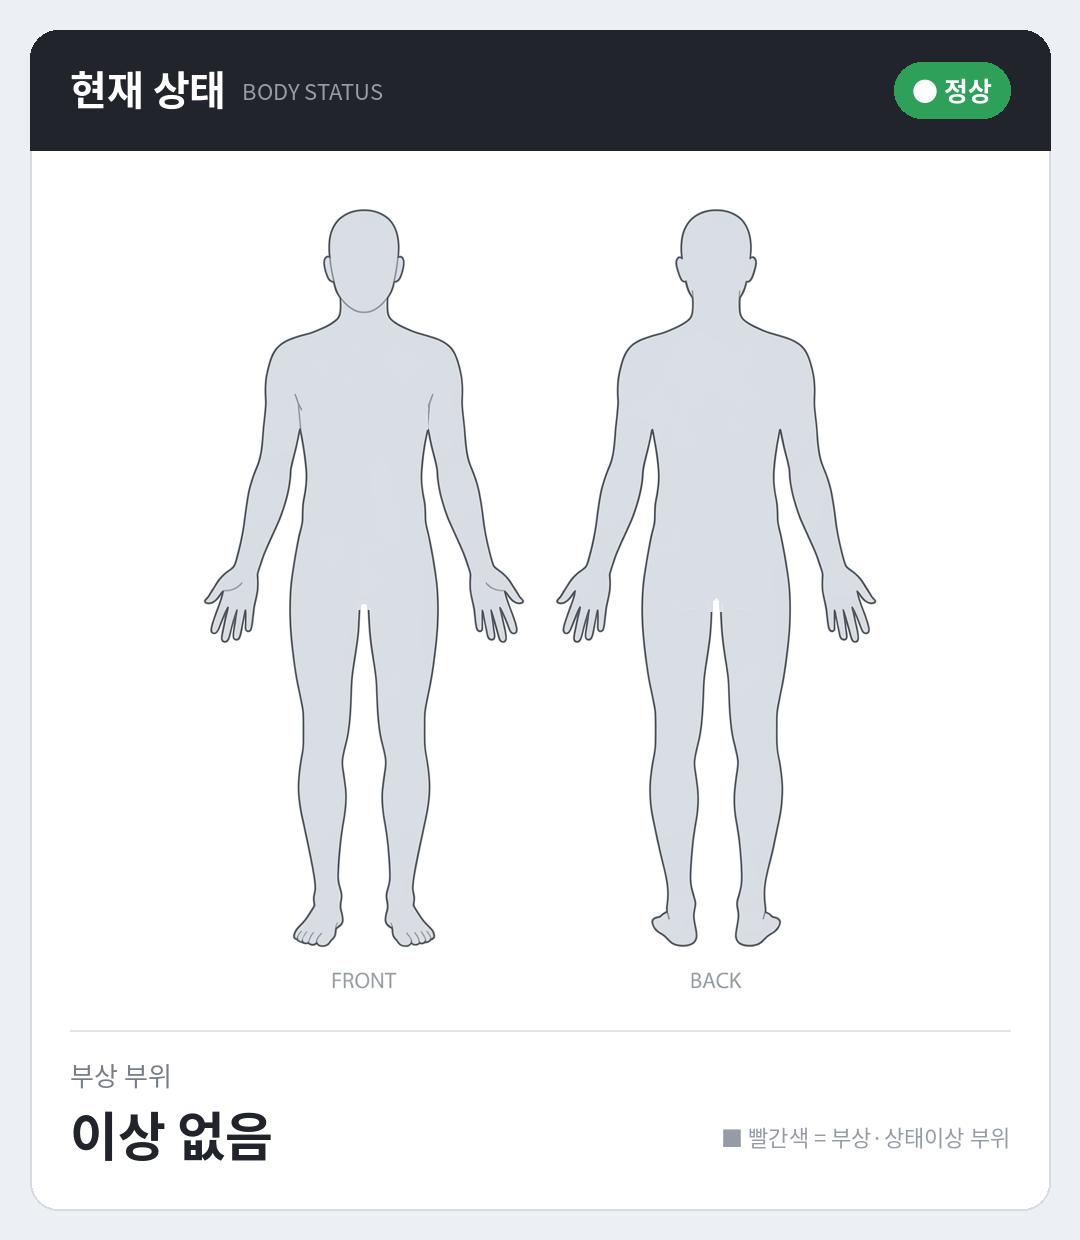 현재 상태 BODY STATUS
정상
FRONT
BACK
부상 부위
이상 없음
빨간색 = 부상 · 상태이상 부위